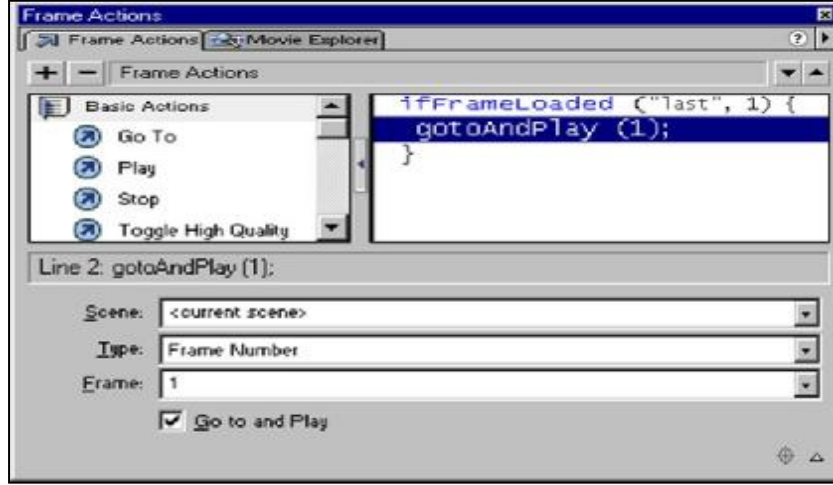 Frame Actions
Frame Actions Movie Explorer
Frame Actions
Basic Actions
Go To
Play
Stop
Toggle High Quality
ifFrameLoaded ("last", 1) {
gotoAndPlay (1);
}
Line 2: gotoAndPlay (1);
Scene: <current scene>
Type: Frame Number
Frame: 1
Go to and Play